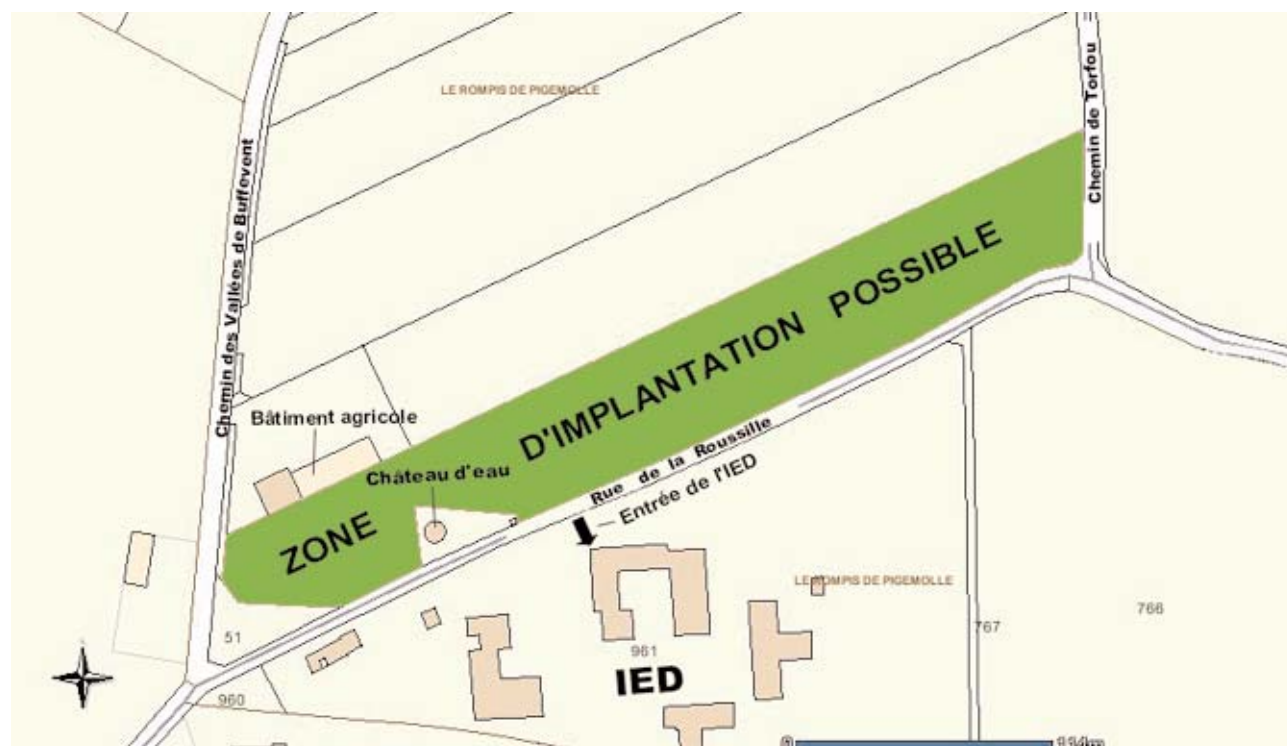 LE ROMPIS DE PIGEMOLLE
Chemin de Torfou
Chemin des Vallées de Buffevent
ZONE D'IMPLANTATION POSSIBLE
Bâtiment agricole
Château d'eau
Rue de la Roussille
Entrée de l'IED
LE ROMPIS DE PIGEMOLLE
51
961
767
766
IED
960
0